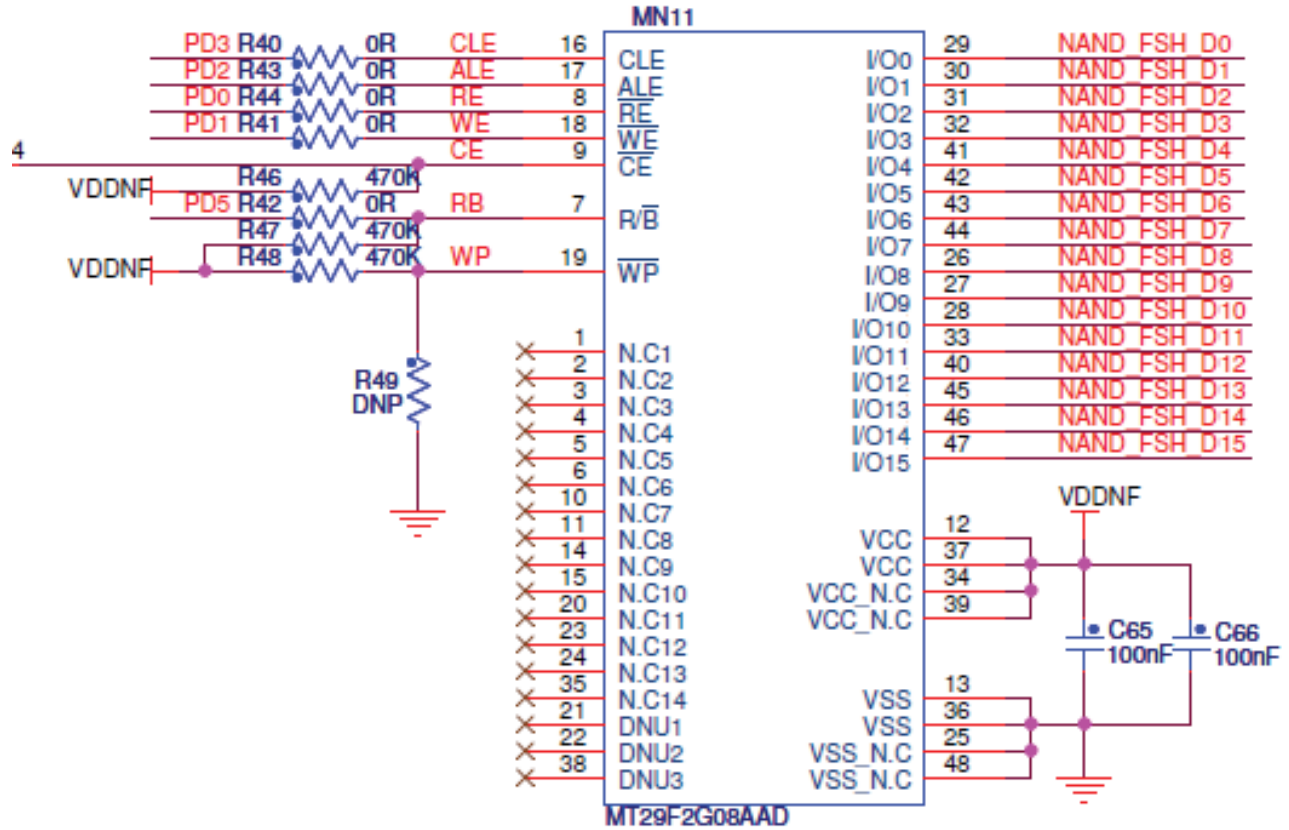 MN11
PD3 R40 0R CLE 16 CLE I/O0 29 NAND_FSH_D0
PD2 R43 0R ALE 17 ALE I/O1 30 NAND_FSH_D1
PD0 R44 0R RE 8 RE I/O2 31 NAND_FSH_D2
PD1 R41 0R WE 18 WE I/O3 32 NAND_FSH_D3
4 CE 9 CE I/O4 41 NAND_FSH_D4
VDDNF R46 470K I/O5 42 NAND_FSH_D5
PD5 R42 0R RB 7 R/B I/O6 43 NAND_FSH_D6
R47 470K I/O7 44 NAND_FSH_D7
VDDNF R48 470K WP 19 WP I/O8 26 NAND_FSH_D8
I/O9 27 NAND_FSH_D9
I/O10 28 NAND_FSH_D10
1 N.C1 I/O11 33 NAND_FSH_D11
2 N.C2 I/O12 40 NAND_FSH_D12
R49
DNP
3 N.C3 I/O13 45 NAND_FSH_D13
4 N.C4 I/O14 46 NAND_FSH_D14
5 N.C5 I/O15 47 NAND_FSH_D15
6 N.C6
VDDNF
10 N.C7
11 N.C8 VCC 12
14 N.C9 VCC 37
15 N.C10 VCC_N.C 34
20 N.C11 VCC_N.C 39
C65
100nF
C66
100nF
23 N.C12
24 N.C13
35 N.C14 VSS 13
21 DNU1 VSS 36
22 DNU2 VSS_N.C 25
38 DNU3 VSS_N.C 48
MT29F2G08AAD